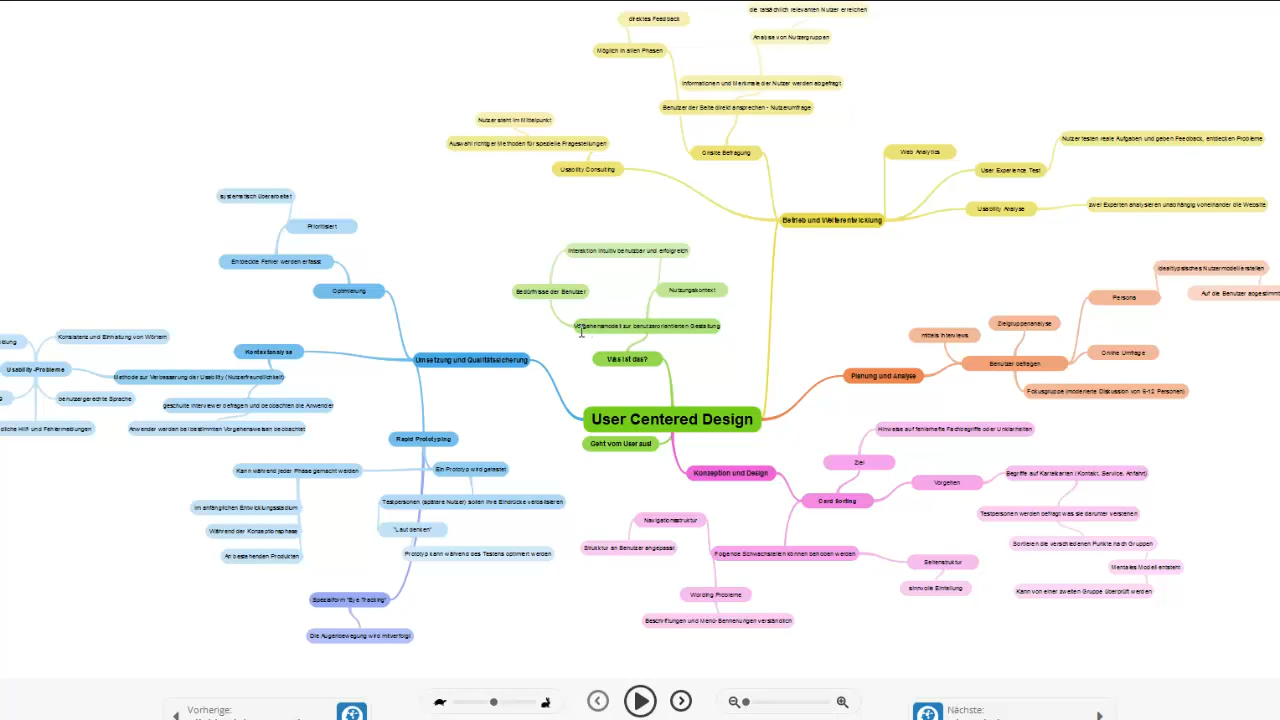 die tatsächlich relevanten Nutzer erreichen
direktes Feedback
Analyse von Nutzergruppen
Möglich in allen Phasen
Informationen und Merkmale der Nutzer werden abgefragt
Benutzer der Seite direkt ansprechen - Nutzerumfrage
Nutzer steht im Mittelpunkt
Auswahl richtiger Methoden für spezielle Fragestellungen
Onsite Befragung
Usability Consulting
Web Analytics
Nutzer testen reale Aufgaben und geben Feedback, entdecken Probleme
User Experience Test
Usability Analyse
zwei Experten analysieren unabhängig voneinander die Website
Betrieb und Weiterentwicklung
systematisch überarbeitet
Priorisiert
Entdeckte Fehler werden erfasst
Optimierung
Interaktion intuitiv benutzbar und erfolgreich
Bedürfnisse der Benutzer
Nutzungskontext
Vorgehensmodell zur benutzerorientierten Gestaltung
Was ist das?
Idealtypisches Nutzermodell erstellen
Persona
Auf die Benutzer abgestimmt
Zielgruppenanalyse
mittels Interviews
Online Umfrage
Benutzer befragen
Fokusgruppe (moderierte Diskussion von 6-12 Personen)
Planung und Analyse
Konsistenz und Einhaltung von Wörtern
Kontextanalyse
Umsetzung und Qualitätssicherung
Usability-Probleme
Methode zur Verbesserung der Usability (Nutzerfreundlichkeit)
benutzergerechte Sprache
geschulte Interviewer befragen und beobachten die Anwender
Anwender werden bei bestimmten Vorgehensweisen beobachtet
dliche Hilfi und Fehlermeldungen
User Centered Design
Geht vom User aus!
Rapid Prototyping
Kann während jeder Phase gemacht werden
Ein Prototyp wird getestet
Testpersonen (spätere Nutzer) sollen ihre Eindrücke verbalisieren
Im anfänglichen Entwicklungsstadium
"Laut denken"
Während der Konzeptionsphase
An bestehenden Produkten
Prototyp kann während des Testens optimiert werden
Spezialform "Eye Tracking"
Die Augenbewegung wird mitverfolgt
Konzeption und Design
Hinweise auf fehlerhafte Fachbegriffe oder Unklarheiten
Ziel
Vorgehen
Begriffe auf Karteikarten (Kontakt, Service, Anfahrt)
Card Sorting
Testpersonen werden befragt was sie darunter verstehen
Sortieren die verschiedenen Punkte nach Gruppen
Mentales Modell entsteht
Kann von einer zweiten Gruppe überprüft werden
Navigationsstruktur
Struktur an Benutzer angepasst
Folgende Schwachstellen können behoben werden
Seitenstruktur
sinnvolle Einteilung
Wording Probleme
Beschriftungen und Menü-Bennenungen verständlich
Vorherige:
Nächste: